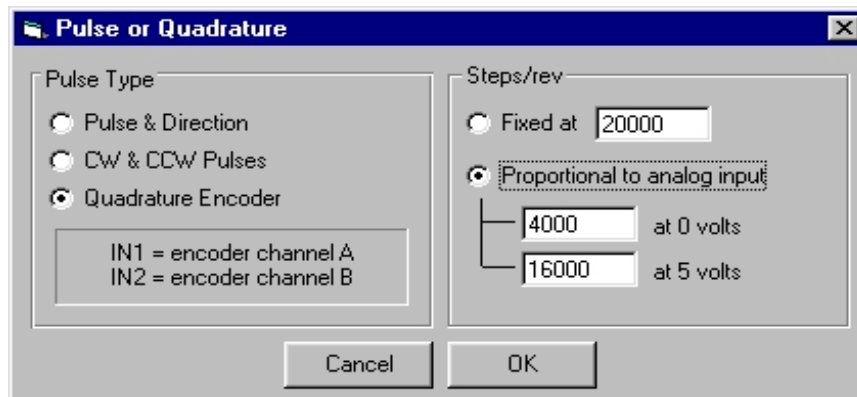 Pulse or Quadrature
Pulse Type
Pulse & Direction
CW & CCW Pulses
Quadrature Encoder
IN1 = encoder channel A
IN2 = encoder channel B
Steps/rev
Fixed at 20000
Proportional to analog input
4000 at 0 volts
16000 at 5 volts
Cancel
OK